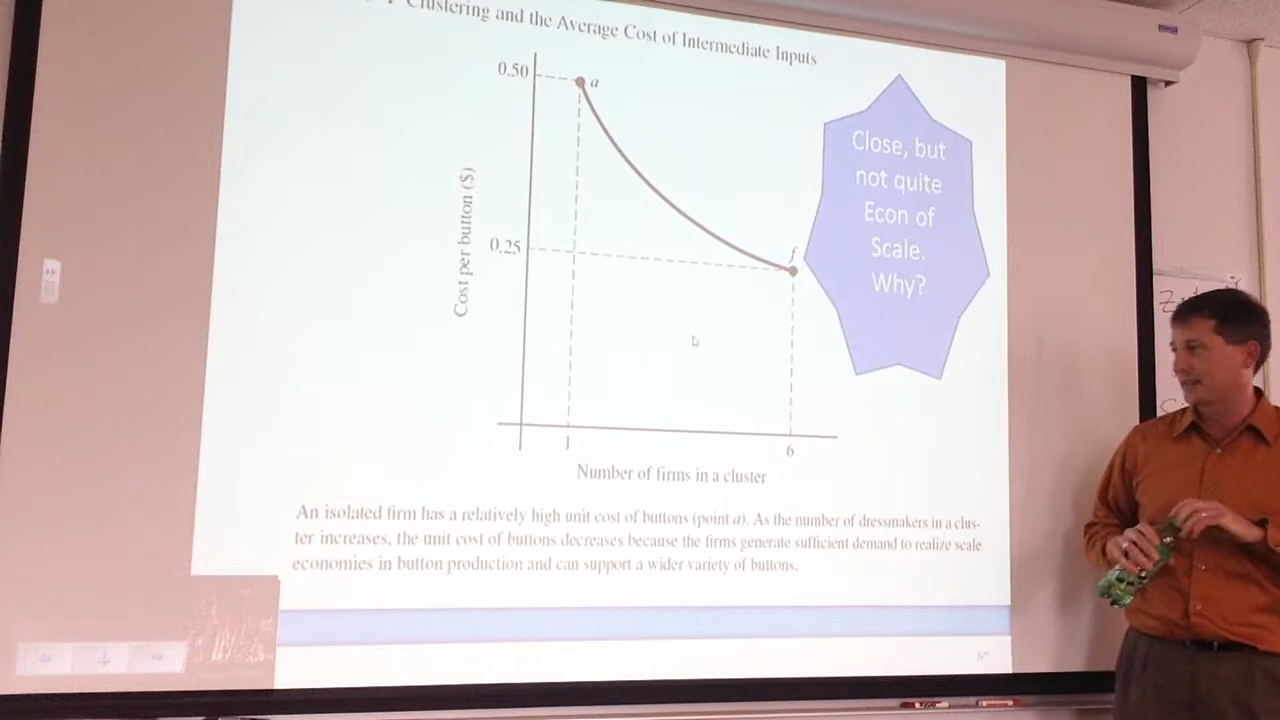 Clustering and the Average Cost of Intermediate Inputs
0.50
a
Close, but
not quite
Econ of
Scale.
Why?
Cost per button ($)
0.25
f
1
6
Number of firms in a cluster
An isolated firm has a relatively high unit cost of buttons (point a). As the number of dressmakers in a clus-
ter increases, the unit cost of buttons decreases because the firms generate sufficient demand to realize scale
economies in button production and can support a wider variety of buttons.